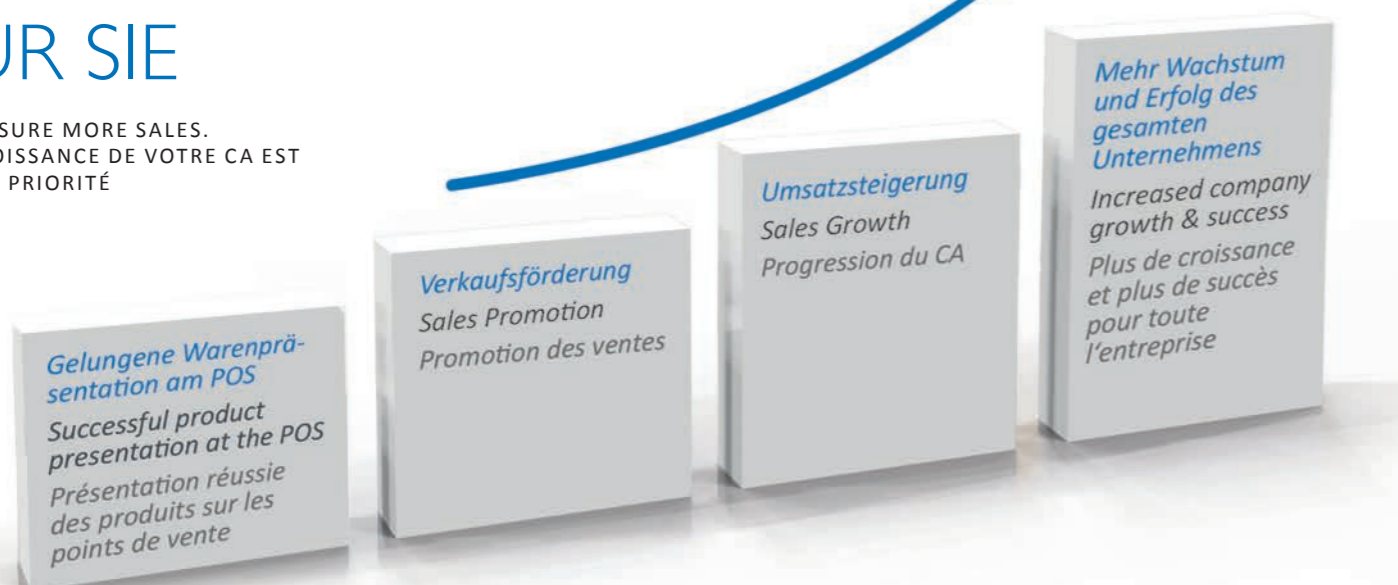 UR SIE
SURE MORE SALES.
OISSANCE DE VOTRE CA EST
PRIORITÉ
Gelungene Warenprä-
sentation am POS
Successful product
presentation at the POS
Présentation réussie
des produits sur les
points de vente
Verkaufsförderung
Sales Promotion
Promotion des ventes
Umsatzsteigerung
Sales Growth
Progression du CA
Mehr Wachstum
und Erfolg des
gesamten
Unternehmens
Increased company
growth & success
Plus de croissance
et plus de succès
pour toute
l‘entreprise